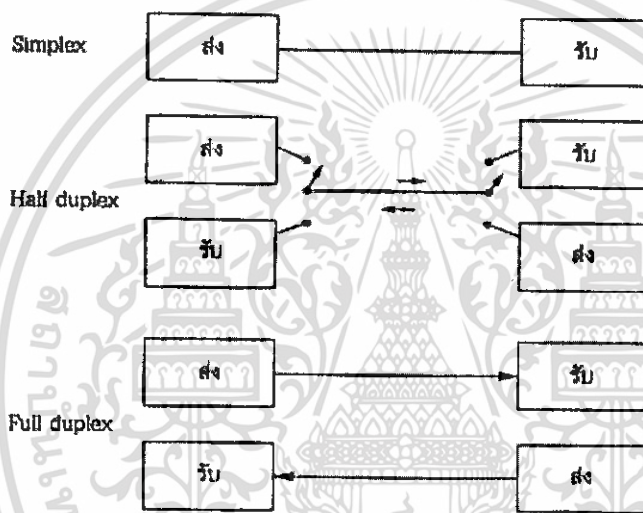 Simplex ส่ง รับ
ส่ง รับ
Half duplex
รับ ส่ง
ส่ง รับ
Full duplex
รับ ส่ง